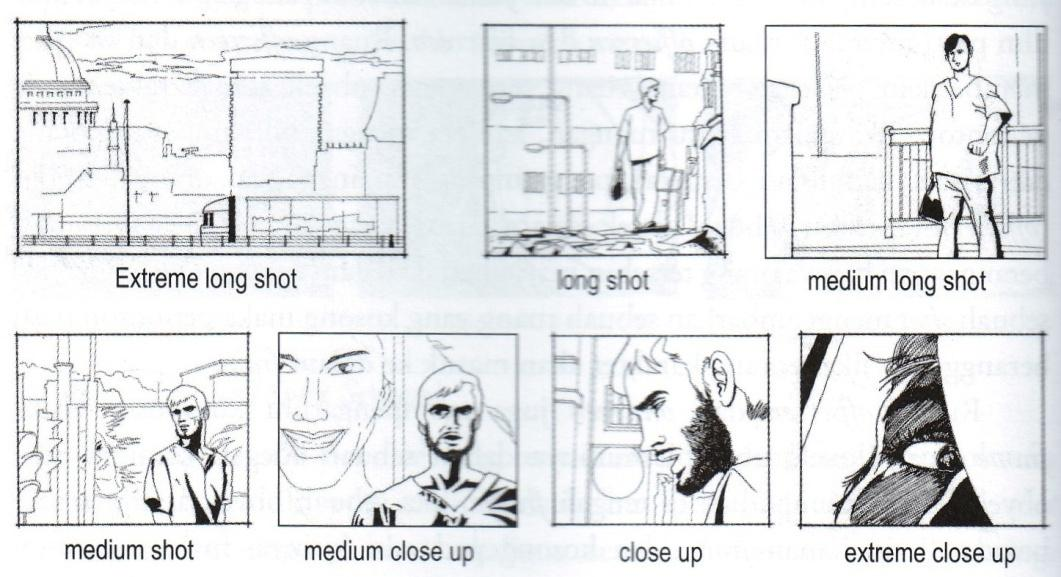 Extreme long shot
long shot
medium long shot
medium shot
medium close up
close up
extreme close up